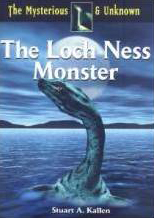 The Mysterious & Unknown
The Loch Ness
Monster
Stuart A. Kallen